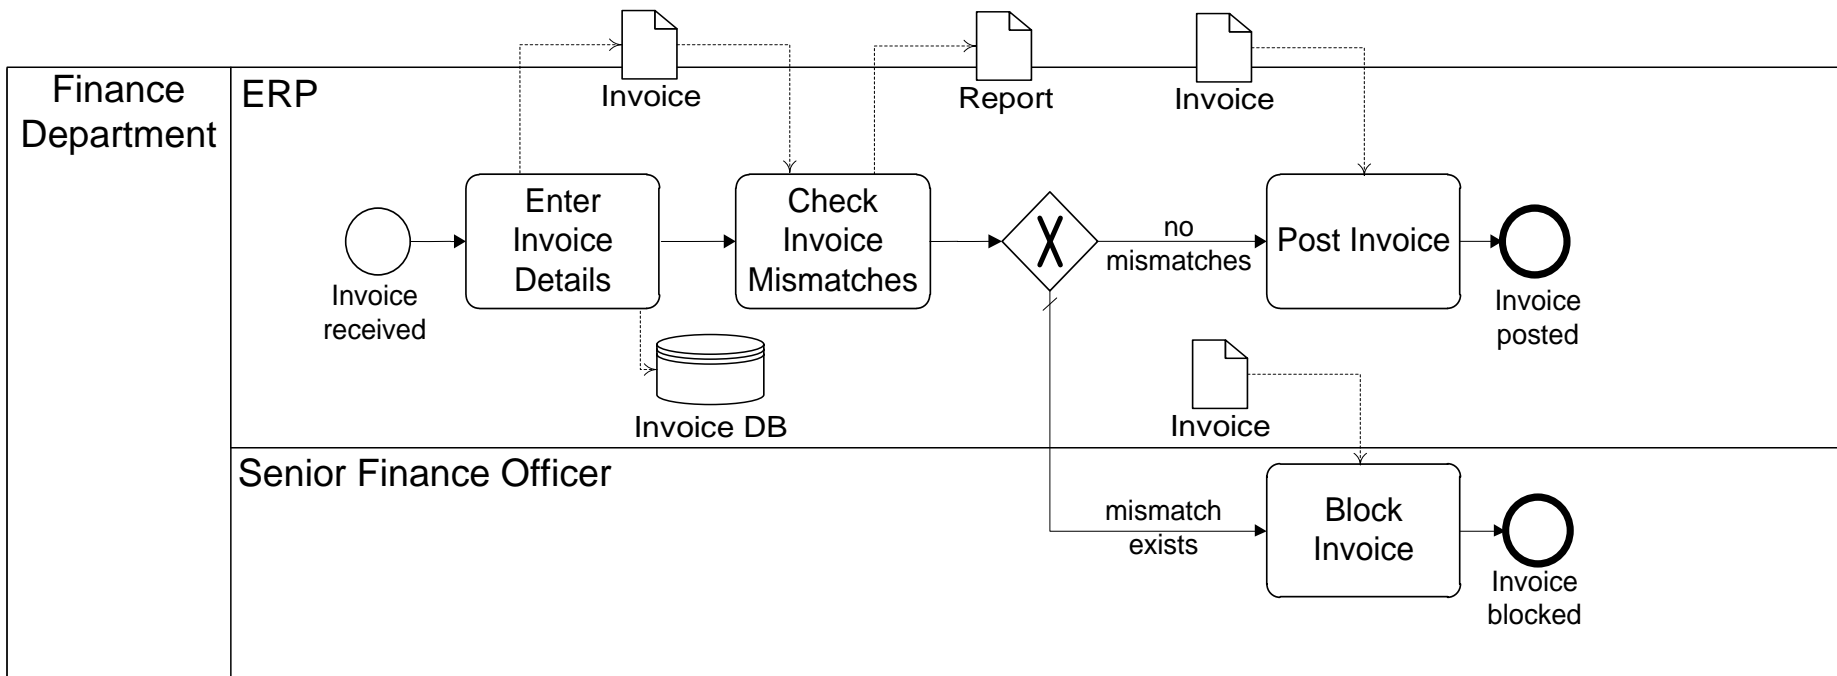 Finance
Department
ERP
Invoice
Report
Invoice
Enter
Invoice
Details
Check
Invoice
Mismatches
X
no
mismatches
Post Invoice
Invoice
received
Invoice
posted
Invoice DB
Invoice
Senior Finance Officer
mismatch
exists
Block
Invoice
Invoice
blocked